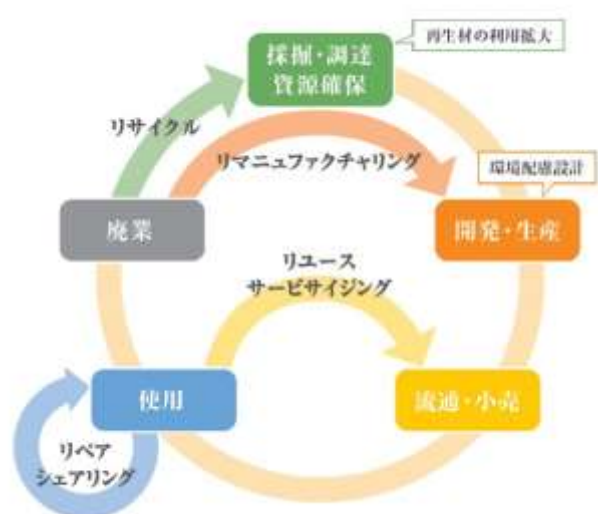 再生材の利用拡大
採掘・調達
資源確保
リサイクル
リマニュファクチャリング
環境配慮設計
廃業
開発・生産
リユース
サービサイジング
使用
流通・小売
リペア
シェアリング